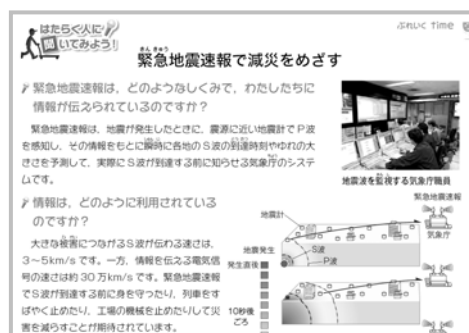 はたらく人に
聞いてみよう!
ぶれいく Time
きん きゅう
緊急地震速報で減災をめざす
緊急地震速報は，どのようなしくみで，わたしたちに
情報が伝えられているのですか？
緊急地震速報は，地震が発生したときに，震源に近い地震計でP波
を感知し，その情報をもとに瞬時に各地のS波の到達時刻やゆれの大
きさを予測して，実際にS波が到達する前に知らせる気象庁のシステ
ムです。
地震波を監視する気象庁職員
情報は，どのように利用されている
のですか？
大きな被害につながるS波が伝わる速さは，
3〜5km/sです。一方，情報を伝える電気信
号の速さは約30万km/sです。緊急地震速報
でS波が到達する前に身を守ったり，列車をす
ばやく止めたり，工場の機械を止めたりして災
害を減らすことが期待されています。
緊急地震速報
地震計
気象庁
地震発生
S波
P波
発生直後
10秒後
ごろ